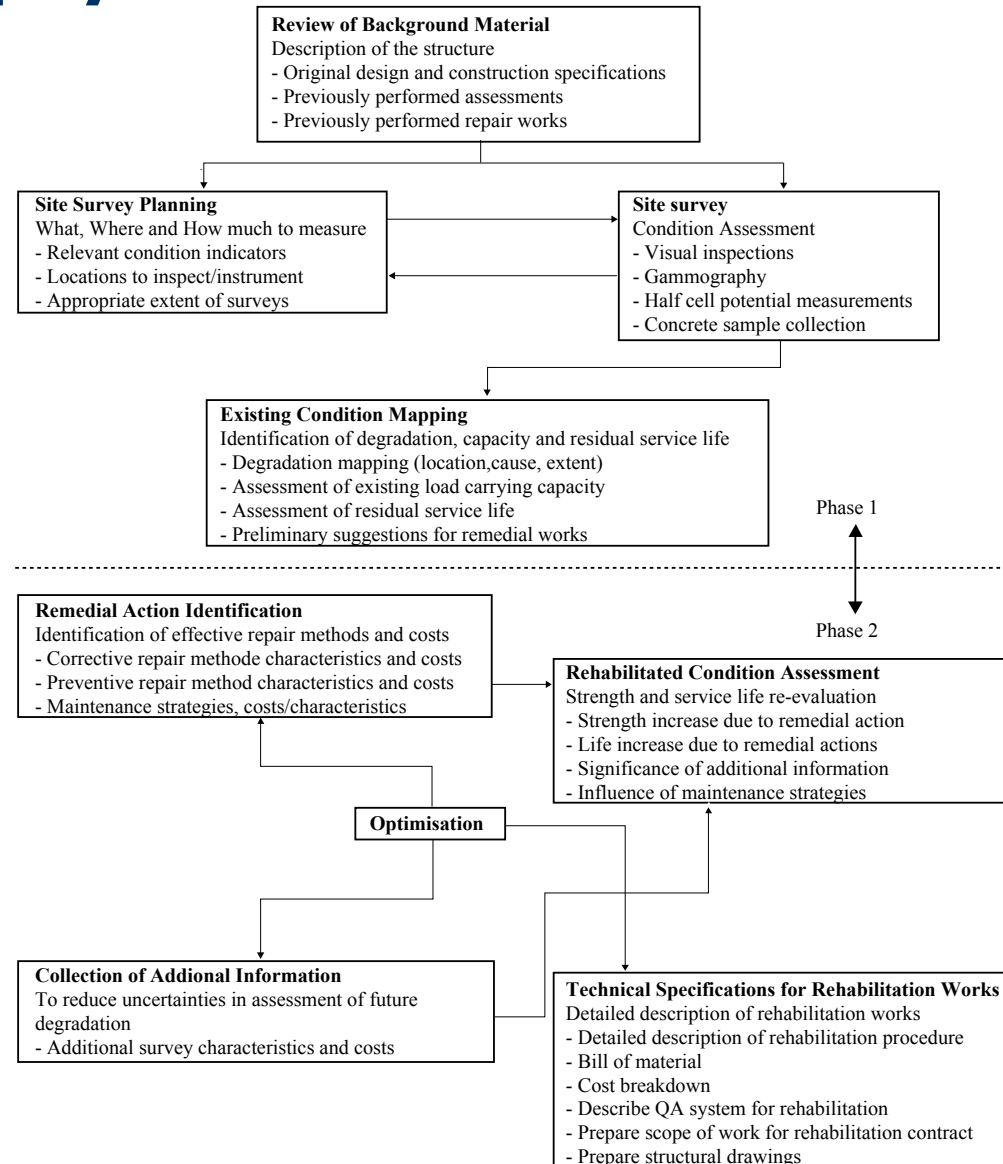 Review of Background Material
Description of the structure
- Original design and construction specifications
- Previously performed assessments
- Previously performed repair works
Site Survey Planning
What, Where and How much to measure
- Relevant condition indicators
- Locations to inspect/instrument
- Appropriate extent of surveys
Site survey
Condition Assessment
- Visual inspections
- Gammography
- Half cell potential measurements
- Concrete sample collection
Existing Condition Mapping
Identification of degradation, capacity and residual service life
- Degradation mapping (location,cause, extent)
- Assessment of existing load carrying capacity
- Assessment of residual service life
- Preliminary suggestions for remedial works
Phase 1
Phase 2
Remedial Action Identification
Identification of effective repair methods and costs
- Corrective repair methode characteristics and costs
- Preventive repair method characteristics and costs
- Maintenance strategies, costs/characteristics
Rehabilitated Condition Assessment
Strength and service life re-evaluation
- Strength increase due to remedial action
- Life increase due to remedial actions
- Significance of additional information
- Influence of maintenance strategies
Optimisation
Collection of Addional Information
To reduce uncertainties in assessment of future
degradation
- Additional survey characteristics and costs
Technical Specifications for Rehabilitation Works
Detailed description of rehabilitation works
- Detailed description of rehabilitation procedure
- Bill of material
- Cost breakdown
- Describe QA system for rehabilitation
- Prepare scope of work for rehabilitation contract
- Prepare structural drawings